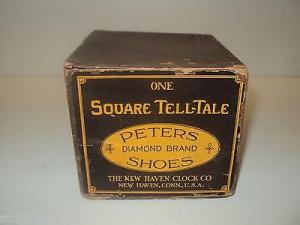 ONE
SQUARE TELL-TALE
PETERS
DIAMOND BRAND
SHOES
THE NEW HAVEN CLOCK CO
NEW HAVEN, CONN., U.S.A.